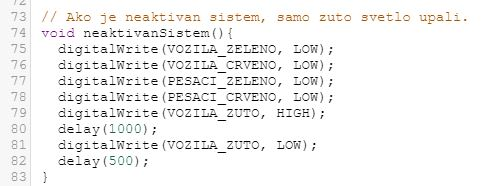 73 // Ako je neaktivan sistem, samo zuto svetlo upali.
74 void neaktivanSistem(){
75 digitalWrite(VOZILA_ZELENO, LOW);
76 digitalWrite(VOZILA_CRVENO, LOW);
77 digitalWrite(PESACI_ZELENO, LOW);
78 digitalWrite(PESACI_CRVENO, LOW);
79 digitalWrite(VOZILA_ZUTO, HIGH);
80 delay(1000);
81 digitalWrite(VOZILA_ZUTO, LOW);
82 delay(500);
83 }